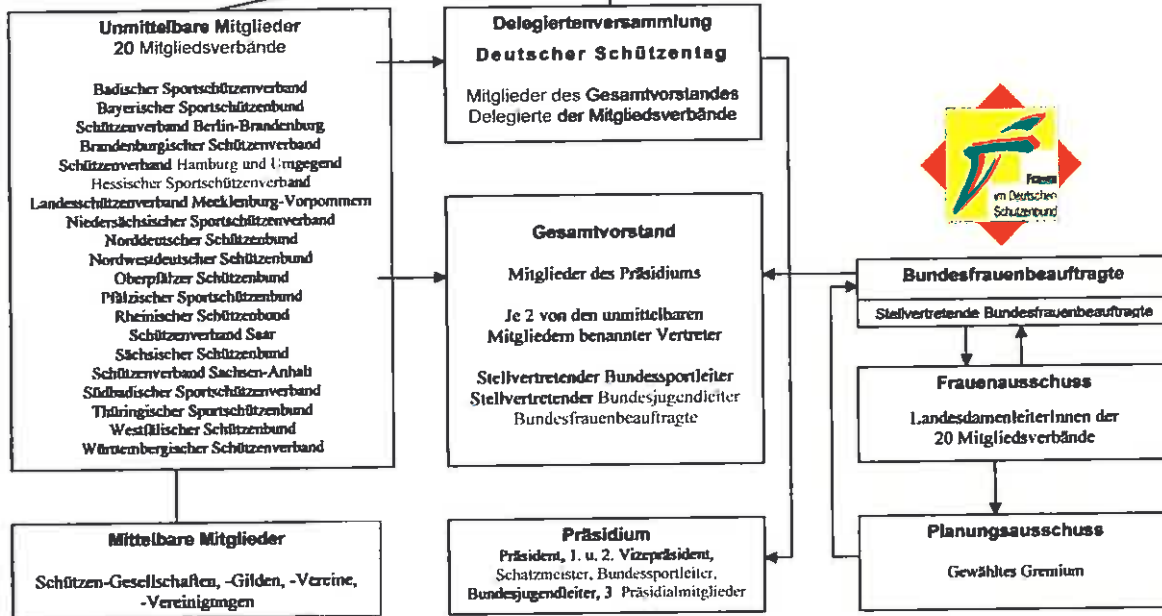 Unmittelbare Mitglieder
20 Mitgliedsverbände
Badischer Sportschützenverband
Bayerischer Sportschützenbund
Schützenverband Berlin-Brandenburg
Brandenburgischer Schützenverband
Schützenverband Hamburg und Umgegend
Hessischer Sportschützenverband
Landesschützenverband Mecklenburg-Vorpommern
Niedersächsischer Sportschützenverband
Norddeutscher Schützenbund
Nordwestdeutscher Schützenbund
Oberpfälzer Schützenbund
Pfälzischer Sportschützenbund
Rheinischer Schützenbund
Schützenverband Saar
Sächsischer Schützenbund
Schützenverband Sachsen-Anhalt
Südbadischer Sportschützenverband
Thüringischer Sportschützenbund
Westfälischer Schützenbund
Württembergischer Schützenverband
Mittelbare Mitglieder
Schützen-Gesellschaften, -Gilden, -Vereine,
-Vereinigungen
Delegiertenversammlung
Deutscher Schützentag
Mitglieder des Gesamtvorstandes
Delegierte der Mitgliedsverbände
Gesamtvorstand
Mitglieder des Präsidiums
Je 2 von den unmittelbaren
Mitgliedern benannter Vertreter
Stellvertretender Bundessportleiter
Stellvertretender Bundesjugendleiter
Bundesfrauenbeauftragte
Präsidium
Präsident, 1. u. 2. Vizepräsident,
Schatzmeister, Bundessportleiter,
Bundesjugendleiter, 3 Präsidialmitglieder
Frauen
im Deutschen
Schützenbund
Bundesfrauenbeauftragte
Stellvertretende Bundesfrauenbeauftragte
Frauenausschuss
LandesdamenleiterInnen der
20 Mitgliedsverbände
Planungsausschuss
Gewähltes Gremium